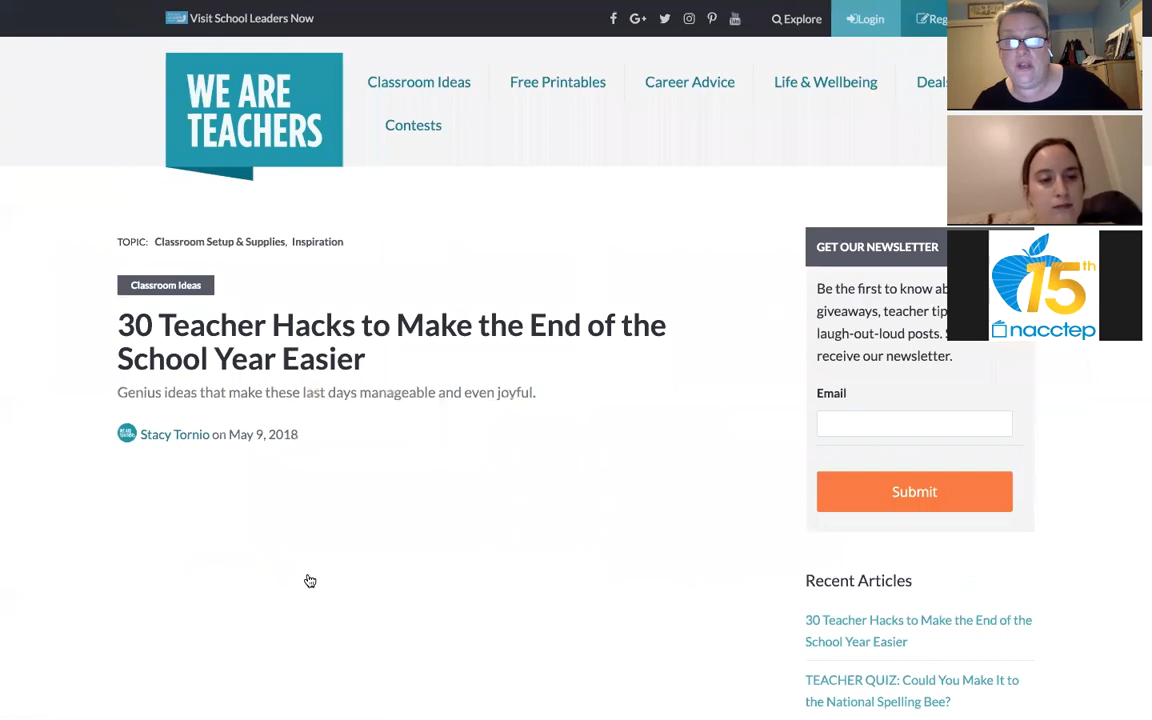 Visit School Leaders Now
Explore
Login
Reg
WE ARE
TEACHERS
Classroom Ideas
Free Printables
Career Advice
Life & Wellbeing
Deals
Contests
TOPIC: Classroom Setup & Supplies, Inspiration
Classroom Ideas
30 Teacher Hacks to Make the End of the
School Year Easier
Genius ideas that make these last days manageable and even joyful.
Stacy Tornio on May 9, 2018
GET OUR NEWSLETTER
Be the first to know ab
giveaways, teacher tip
laugh-out-loud posts.
receive our newsletter.
Email
Submit
Recent Articles
30 Teacher Hacks to Make the End of the
School Year Easier
TEACHER QUIZ: Could You Make It to
the National Spelling Bee?
15th
nacctep